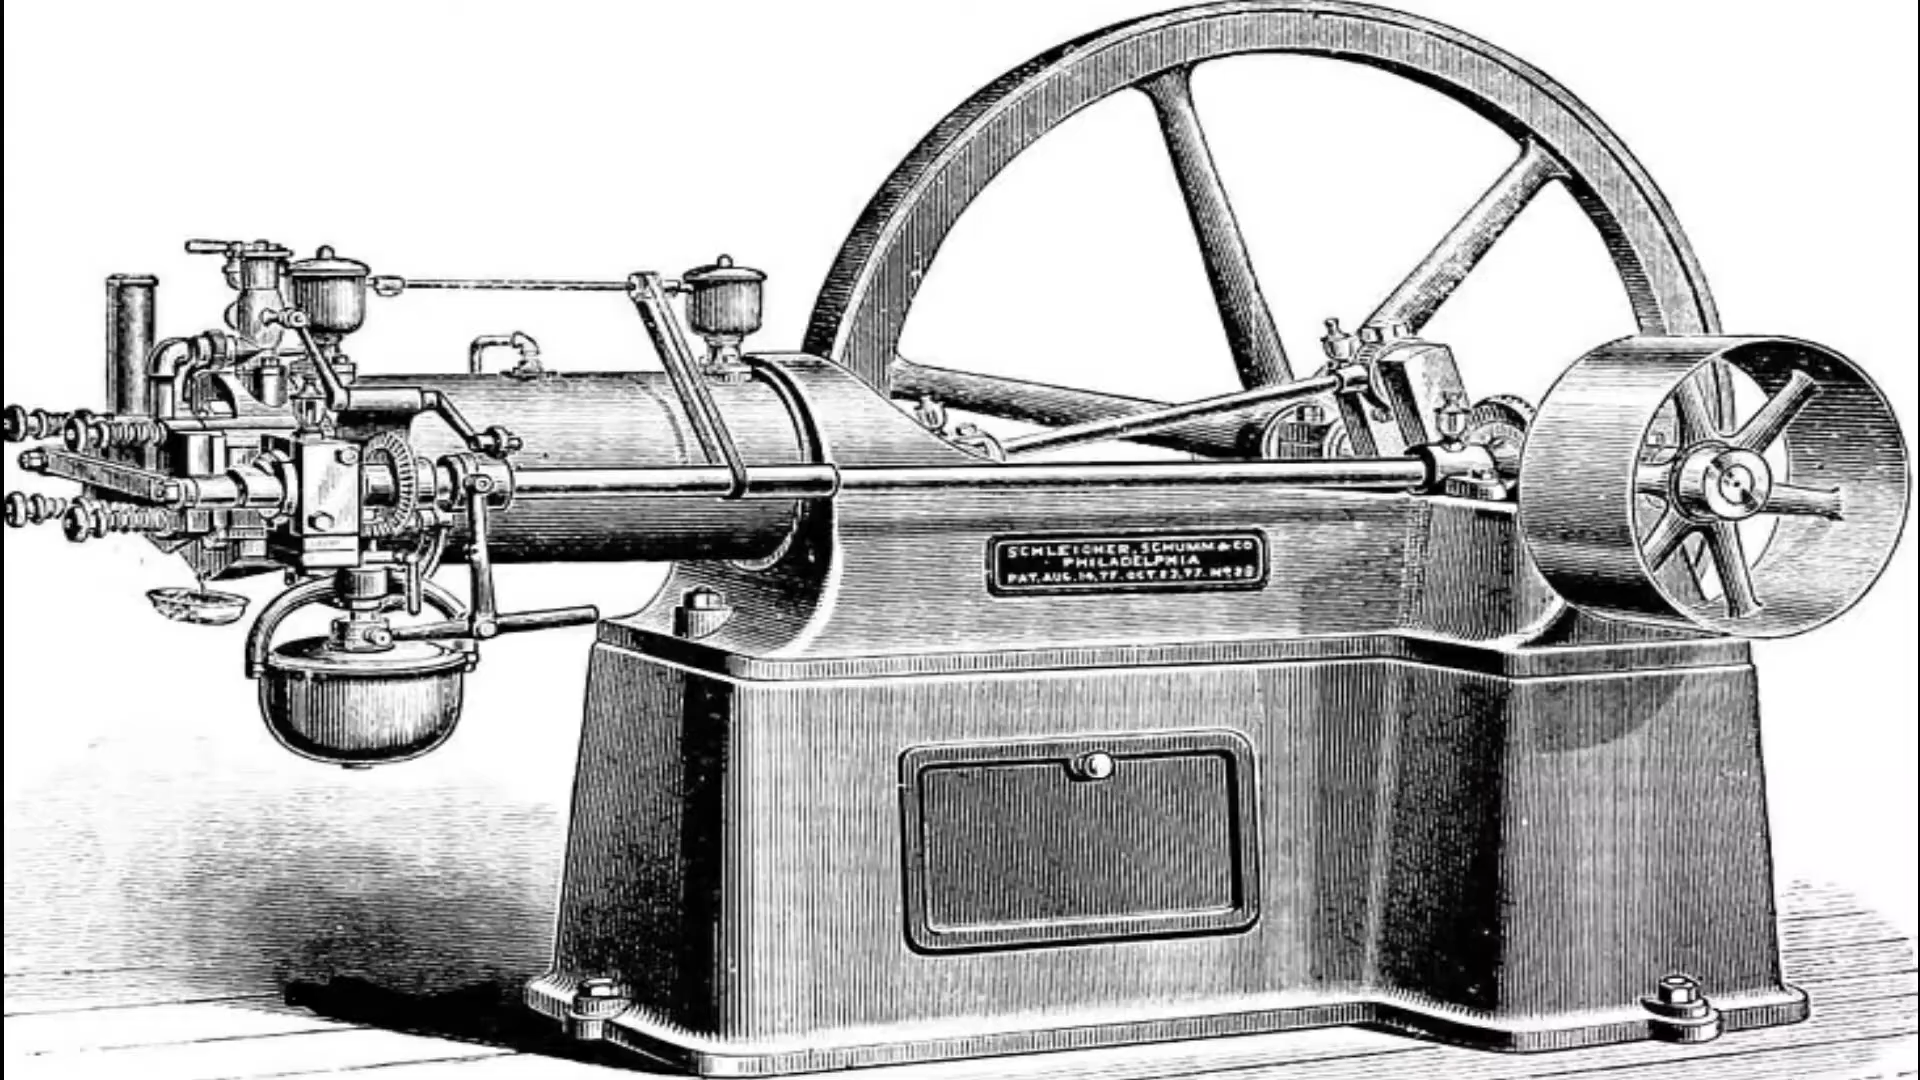 SCHLEICHER, SCHUMM & CO
PHILADELPHIA
PAT. AUG. 14. 77. OCT. 23. 77. No